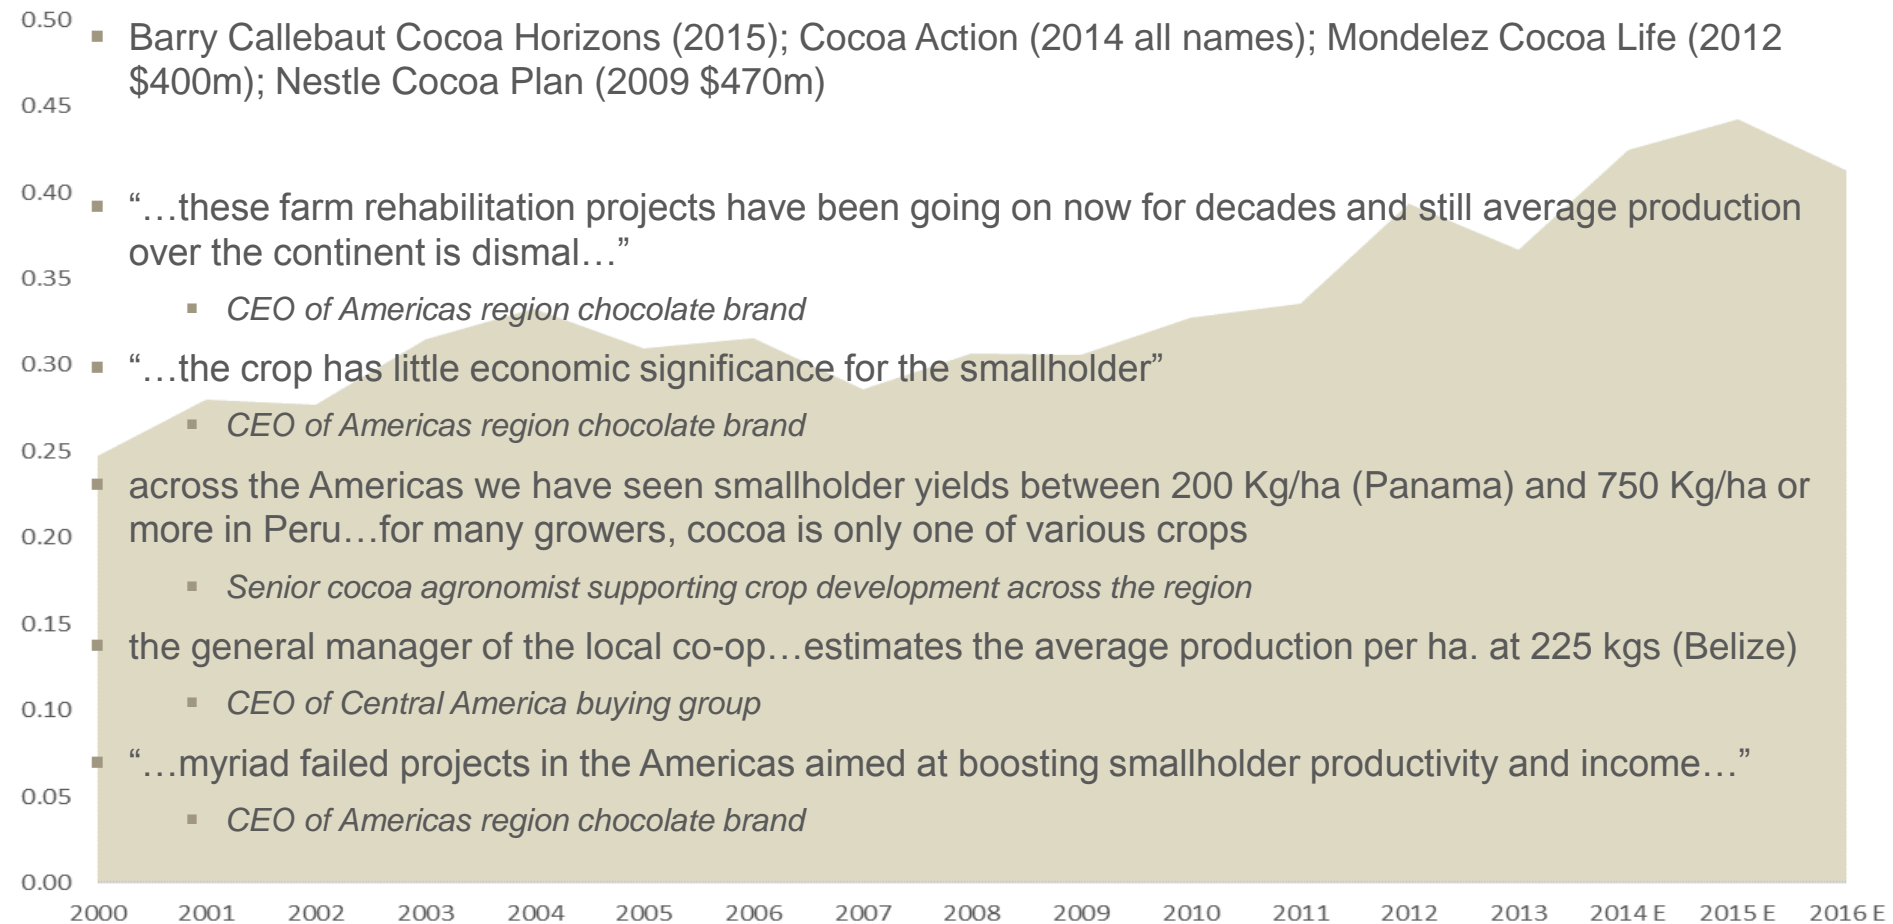 0.50
▪ Barry Callebaut Cocoa Horizons (2015); Cocoa Action (2014 all names); Mondelez Cocoa Life (2012
$400m); Nestle Cocoa Plan (2009 $470m)
0.45
0.40
▪ “…these farm rehabilitation projects have been going on now for decades and still average production
over the continent is dismal…”
0.35
▪ CEO of Americas region chocolate brand
0.30
▪ “…the crop has little economic significance for the smallholder”
▪ CEO of Americas region chocolate brand
0.25
▪ across the Americas we have seen smallholder yields between 200 Kg/ha (Panama) and 750 Kg/ha or
more in Peru…for many growers, cocoa is only one of various crops
0.20
▪ Senior cocoa agronomist supporting crop development across the region
0.15
▪ the general manager of the local co-op…estimates the average production per ha. at 225 kgs (Belize)
▪ CEO of Central America buying group
0.10
▪ “…myriad failed projects in the Americas aimed at boosting smallholder productivity and income…”
0.05
▪ CEO of Americas region chocolate brand
0.00
2000 2001 2002 2003 2004 2005 2006 2007 2008 2009 2010 2011 2012 2013 2014 E 2015 E 2016 E